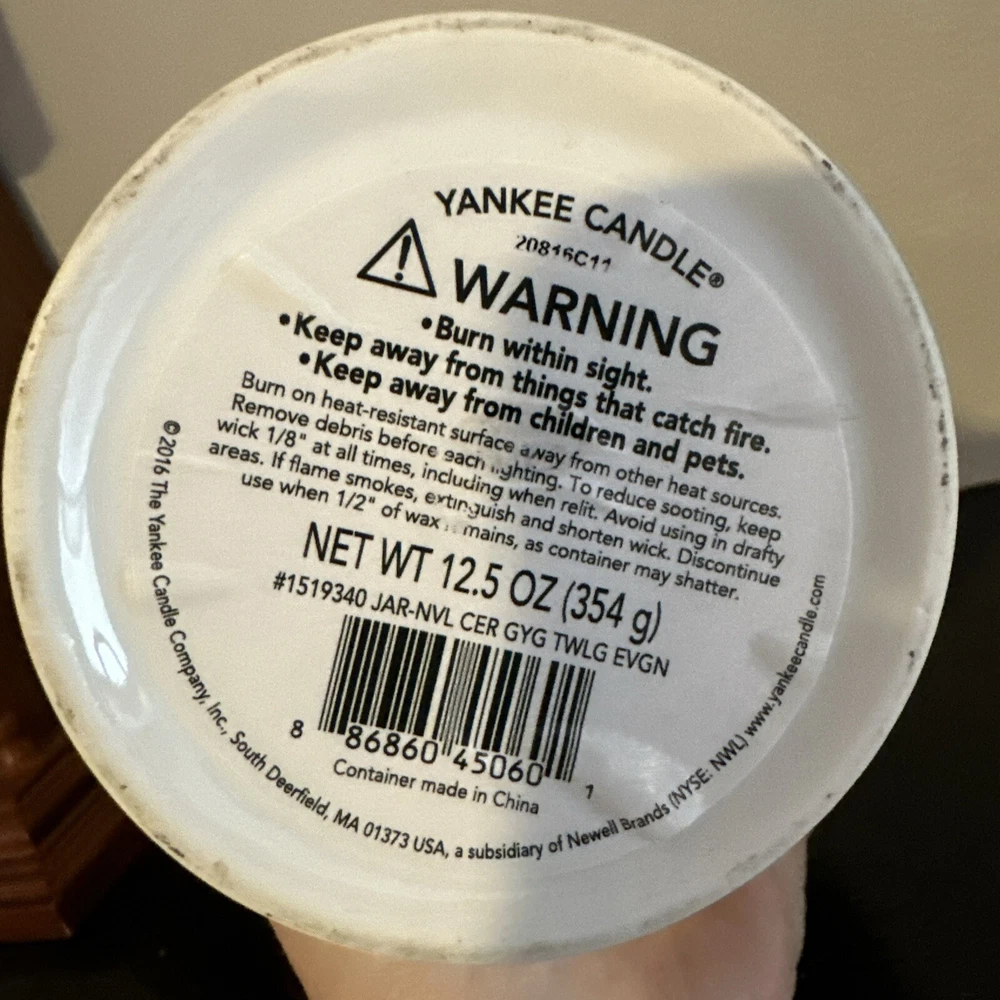 YANKEE CANDLE®
20816C11
WARNING
•Burn within sight.
•Keep away from things that catch fire.
•Keep away from children and pets.
Burn on heat-resistant surface away from other heat sources.
Remove debris before each lighting. To reduce sooting, keep
wick 1/8" at all times, including when relit. Avoid using in drafty
areas. If flame smokes, extinguish and shorten wick. Discontinue
use when 1/2" of wax remains, as container may shatter.
NET WT 12.5 OZ (354 g)
#1519340 JAR-NVL CER GYG TWLG EVGN
8 86860 45060 1
Container made in China
©2016 The Yankee Candle Company, Inc., South Deerfield, MA 01373 USA, a subsidiary of Newell Brands (NYSE: NWL) www.yankeecandle.com